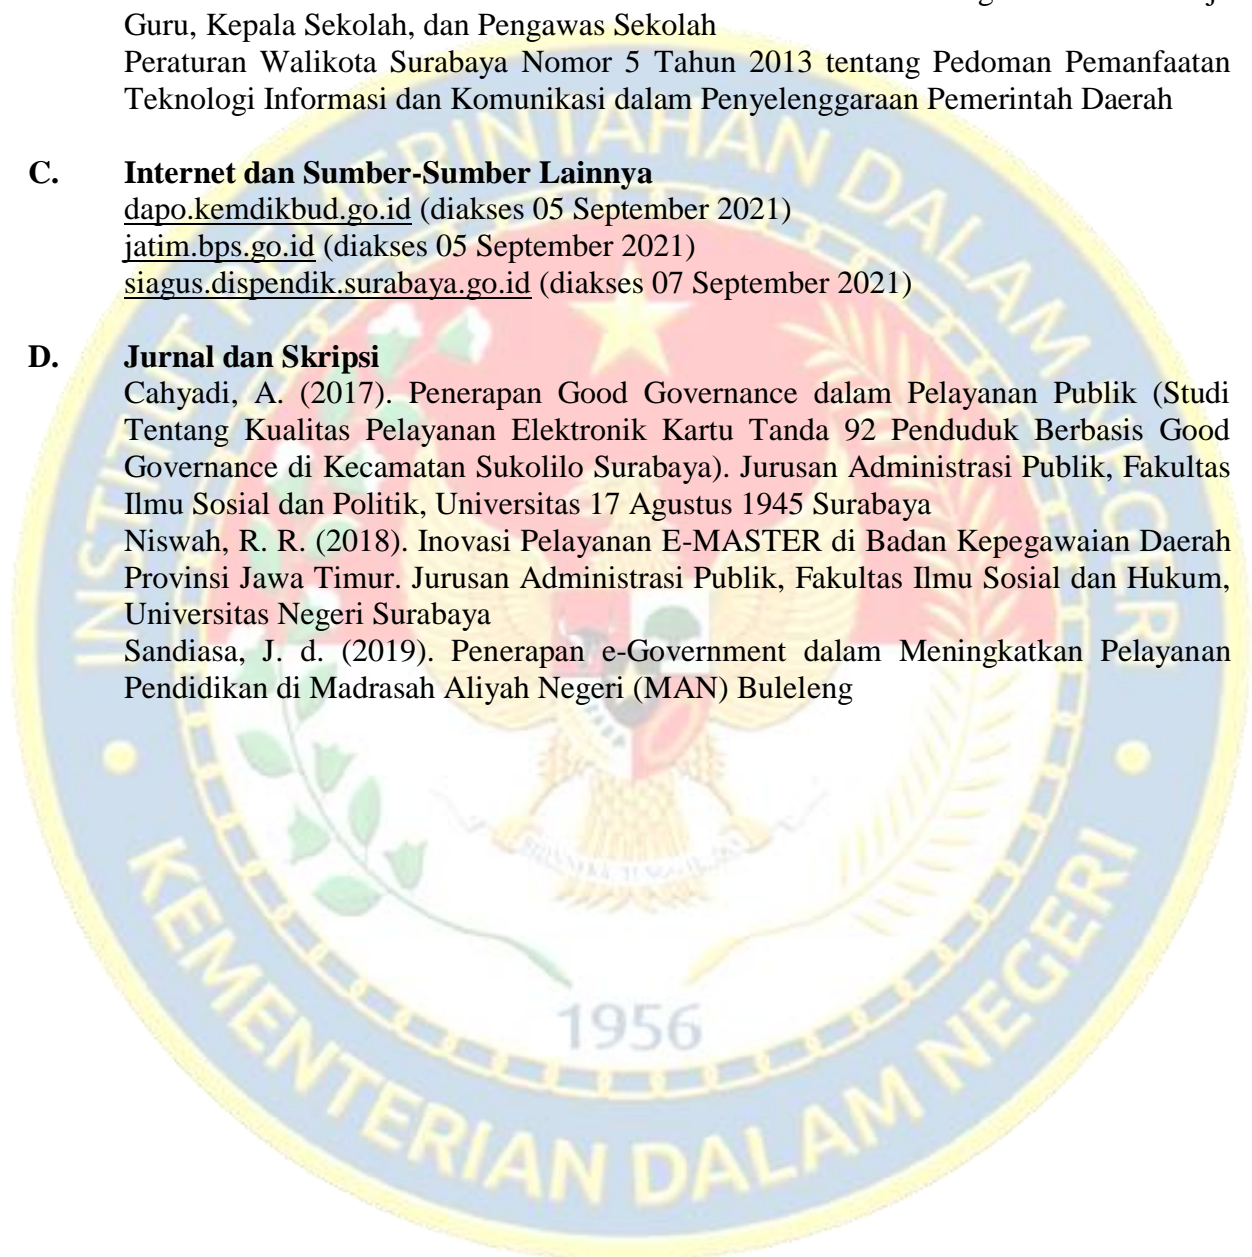 Guru, Kepala Sekolah, dan Pengawas Sekolah
Peraturan Walikota Surabaya Nomor 5 Tahun 2013 tentang Pedoman Pemanfaatan
Teknologi Informasi dan Komunikasi dalam Penyelenggaraan Pemerintah Daerah
C. Internet dan Sumber-Sumber Lainnya
dapo.kemdikbud.go.id (diakses 05 September 2021)
jatim.bps.go.id (diakses 05 September 2021)
siagus.dispendik.surabaya.go.id (diakses 07 September 2021)
D. Jurnal dan Skripsi
Cahyadi, A. (2017). Penerapan Good Governance dalam Pelayanan Publik (Studi
Tentang Kualitas Pelayanan Elektronik Kartu Tanda 92 Penduduk Berbasis Good
Governance di Kecamatan Sukolilo Surabaya). Jurusan Administrasi Publik, Fakultas
Ilmu Sosial dan Politik, Universitas 17 Agustus 1945 Surabaya
Niswah, R. R. (2018). Inovasi Pelayanan E-MASTER di Badan Kepegawaian Daerah
Provinsi Jawa Timur. Jurusan Administrasi Publik, Fakultas Ilmu Sosial dan Hukum,
Universitas Negeri Surabaya
Sandiasa, J. d. (2019). Penerapan e-Government dalam Meningkatkan Pelayanan
Pendidikan di Madrasah Aliyah Negeri (MAN) Buleleng
INSTITUT PEMERINTAHAN DALAM NEGERI
1956
KEMENTERIAN DALAM NEGERI